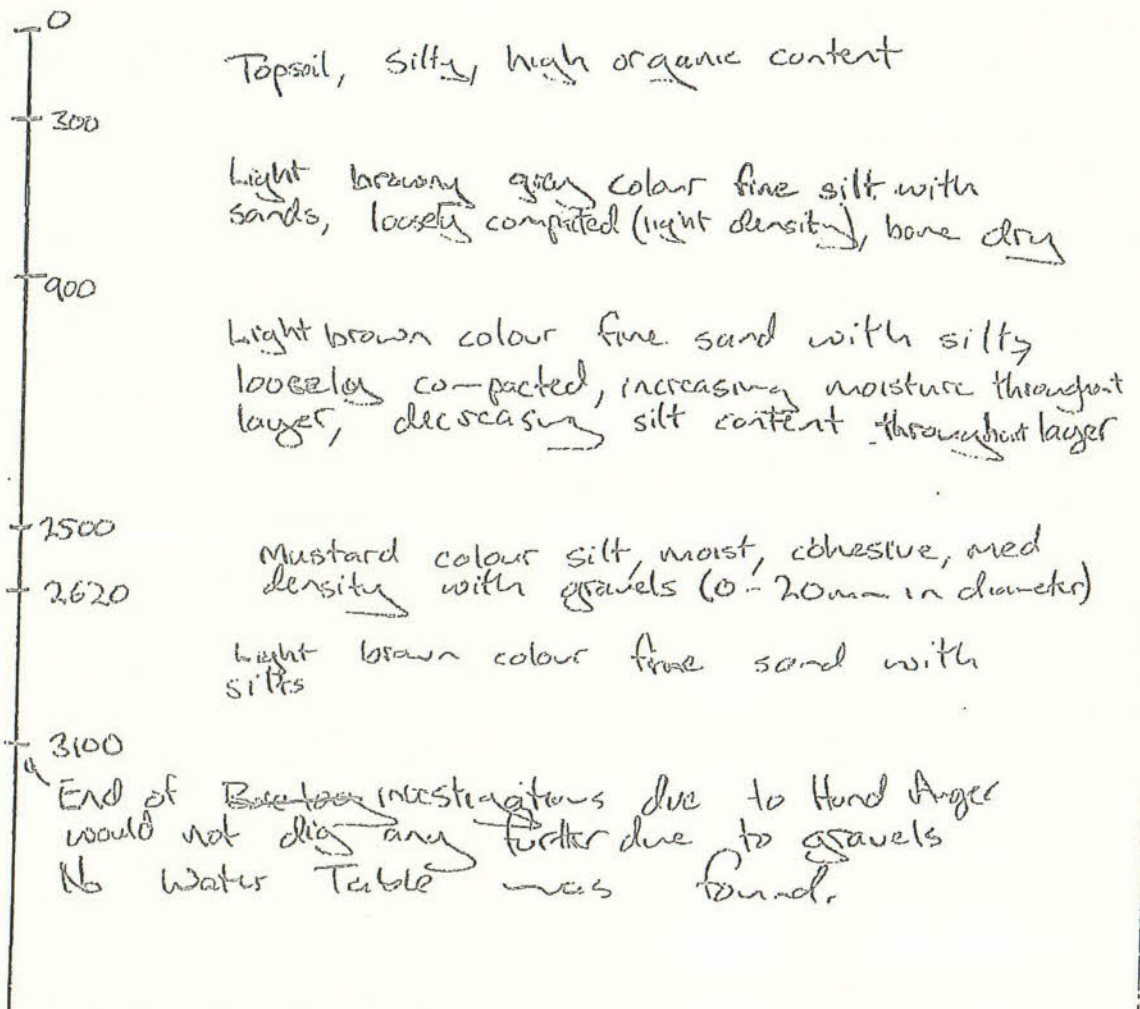 0
Topsoil, silty, high organic content
300
Light browny gray colour fine silt with
sands, loosely compated (light density), bone dry
900
Light brown colour fine sand with silts
loosely compacted, increasing moisture throughout
layer, decreasing silt content throughout layer
2500
Mustard colour silt, moist, cohesive, med
density with gravels (0-20mm in diameter)
2620
Light brown colour fine sand with
silts
3100
End of investigations due to Hand Auger
would not dig any further due to gravels
No Water Table was found.